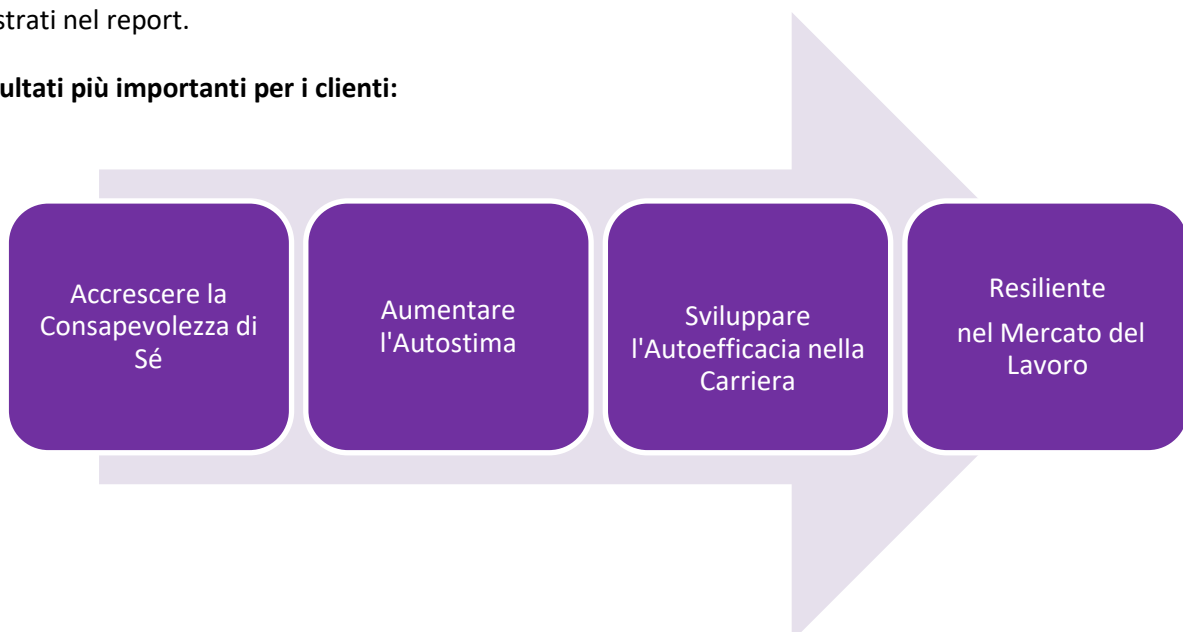 strati nel report.
ultati più importanti per i clienti:
Accrescere la
Consapevolezza di
Sé
Aumentare
l'Autostima
Sviluppare
l'Autoefficacia nella
Carriera
Resiliente
nel Mercato del
Lavoro